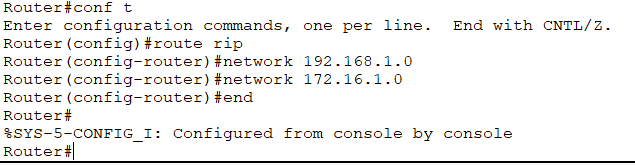 Router#conf t
Enter configuration commands, one per line.  End with CNTL/Z.
Router(config)#route rip
Router(config-router)#network 192.168.1.0
Router(config-router)#network 172.16.1.0
Router(config-router)#end
Router#
%SYS-5-CONFIG_I: Configured from console by console
Router#